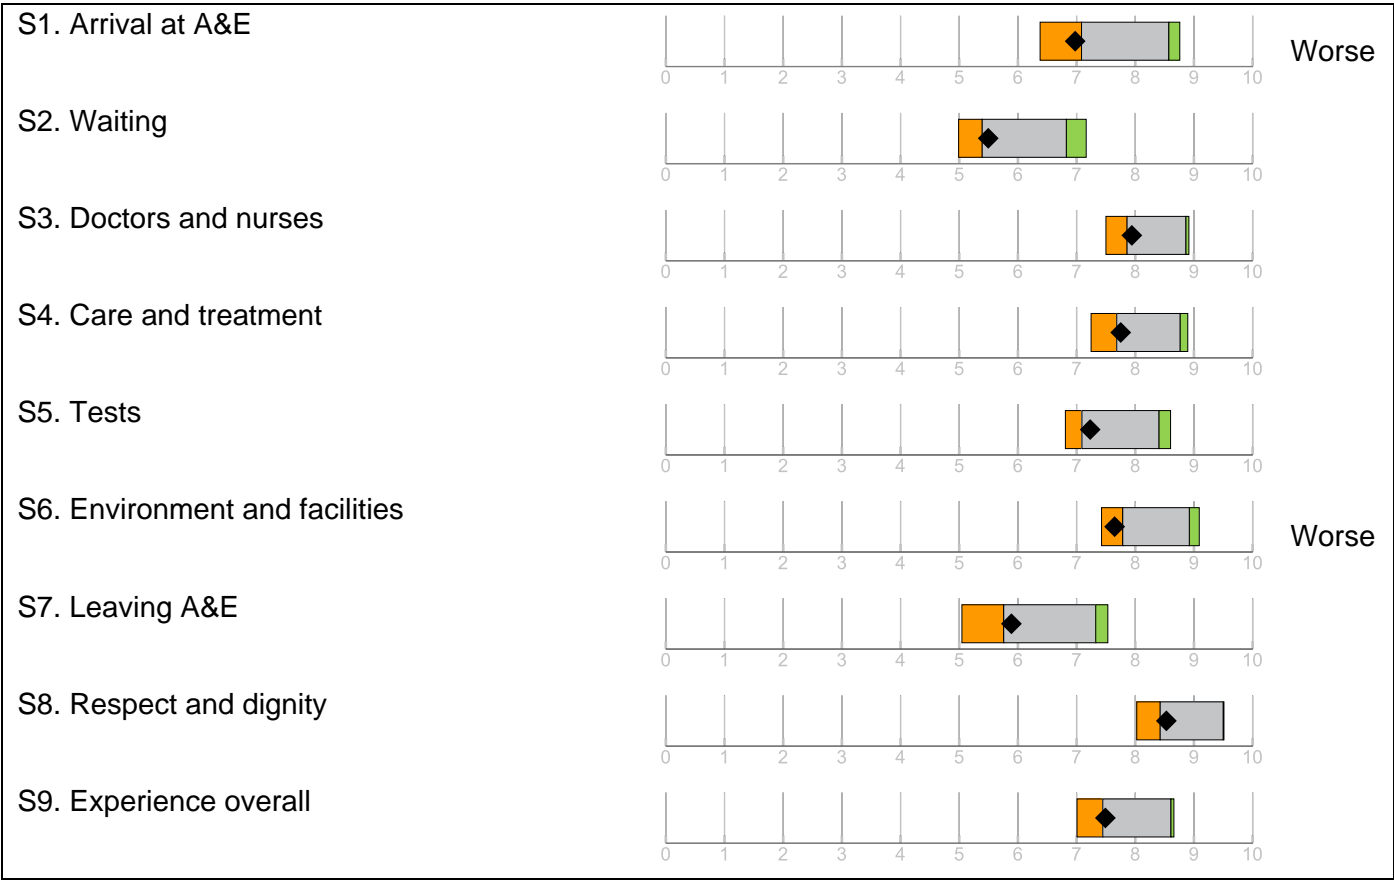 S1. Arrival at A&E
Worse
0 1 2 3 4 5 6 7 8 9 10
S2. Waiting
0 1 2 3 4 5 6 7 8 9 10
S3. Doctors and nurses
0 1 2 3 4 5 6 7 8 9 10
S4. Care and treatment
0 1 2 3 4 5 6 7 8 9 10
S5. Tests
0 1 2 3 4 5 6 7 8 9 10
S6. Environment and facilities
Worse
0 1 2 3 4 5 6 7 8 9 10
S7. Leaving A&E
0 1 2 3 4 5 6 7 8 9 10
S8. Respect and dignity
0 1 2 3 4 5 6 7 8 9 10
S9. Experience overall
0 1 2 3 4 5 6 7 8 9 10